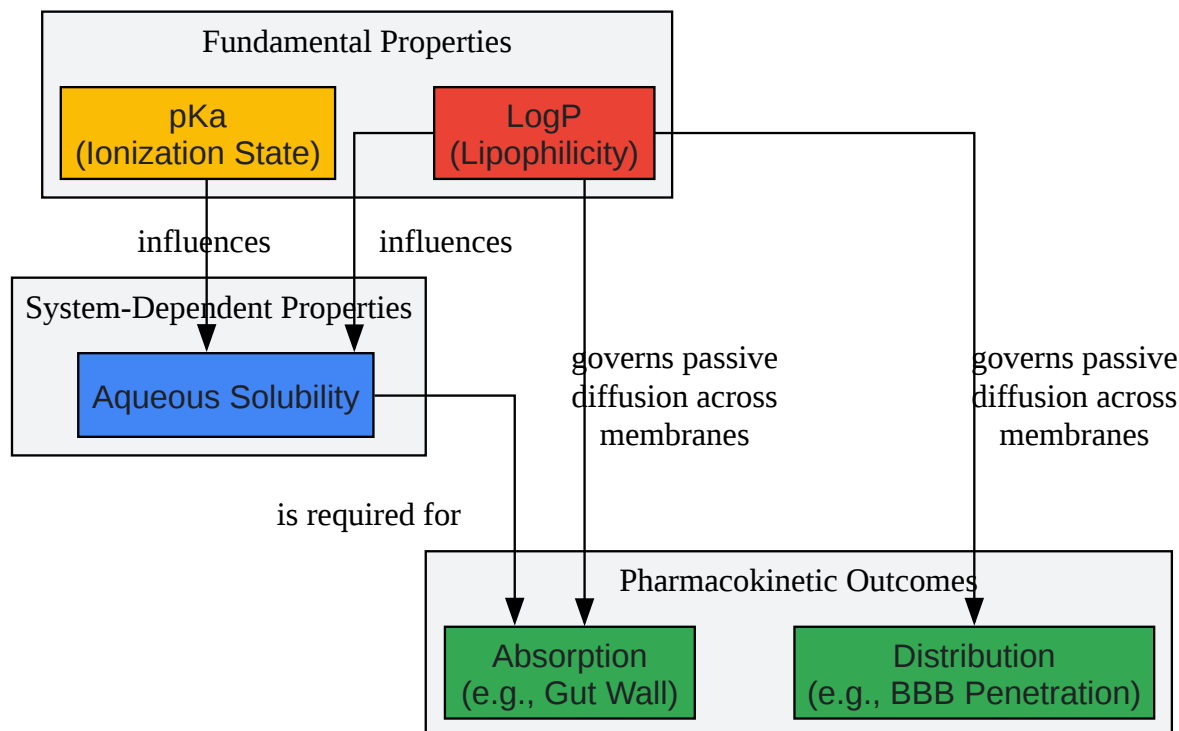 Fundamental Properties
pKa
(Ionization State)
LogP
(Lipophilicity)
influences
influences
System-Dependent Properties
Aqueous Solubility
governs passive
diffusion across
membranes
governs passive
diffusion across
membranes
is required for
Pharmacokinetic Outcomes
Absorption
(e.g., Gut Wall)
Distribution
(e.g., BBB Penetration)